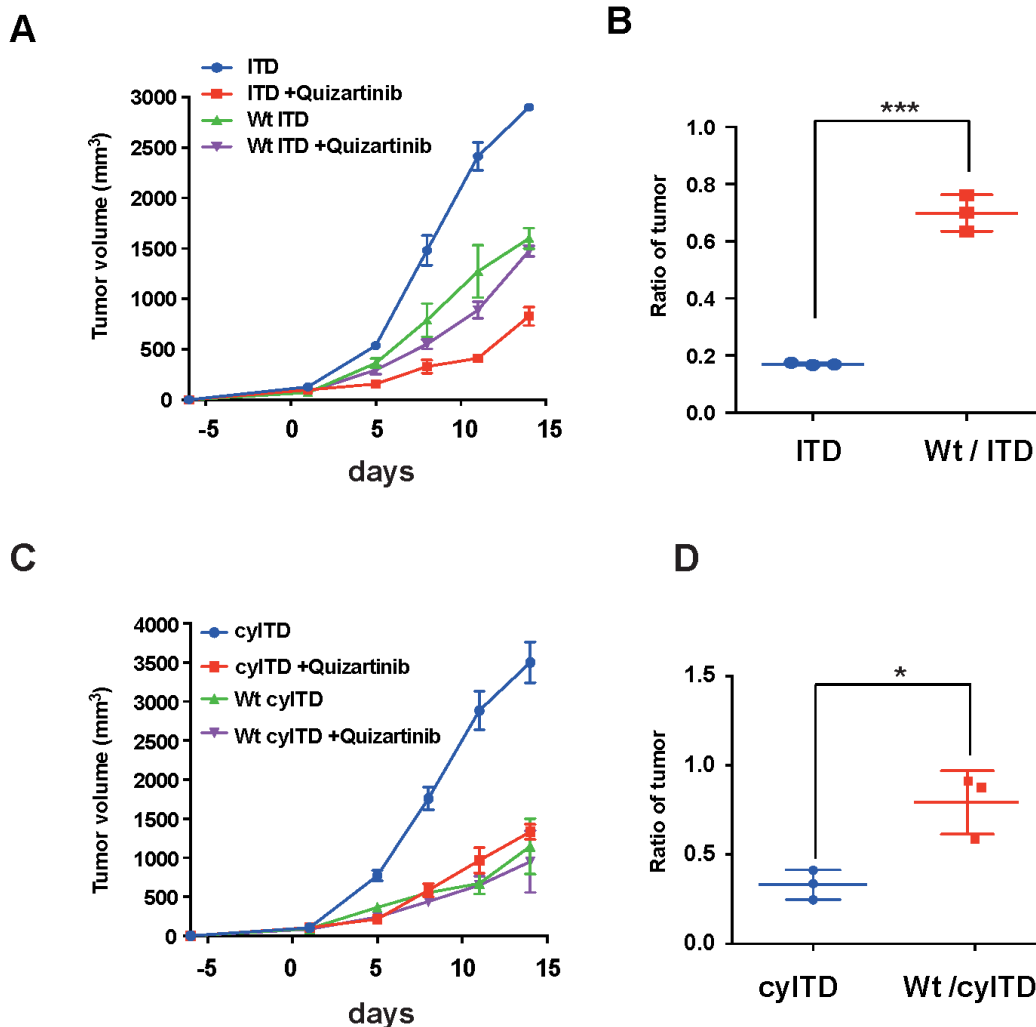 A
ITD
ITD +Quizartinib
Wt ITD
Wt ITD +Quizartinib
Tumor volume (mm³)
3000
2500
2000
1500
1000
500
0
-5 0 5 10 15
days
B
***
Ratio of tumor
1.0
0.8
0.6
0.4
0.2
0.0
ITD Wt / ITD
C
cyITD
cyITD +Quizartinib
Wt cyITD
Wt cyITD +Quizartinib
Tumor volume (mm³)
4000
3500
3000
2500
2000
1500
1000
500
0
-5 0 5 10 15
days
D
*
Ratio of tumor
1.5
1.0
0.5
0.0
cyITD Wt /cyITD